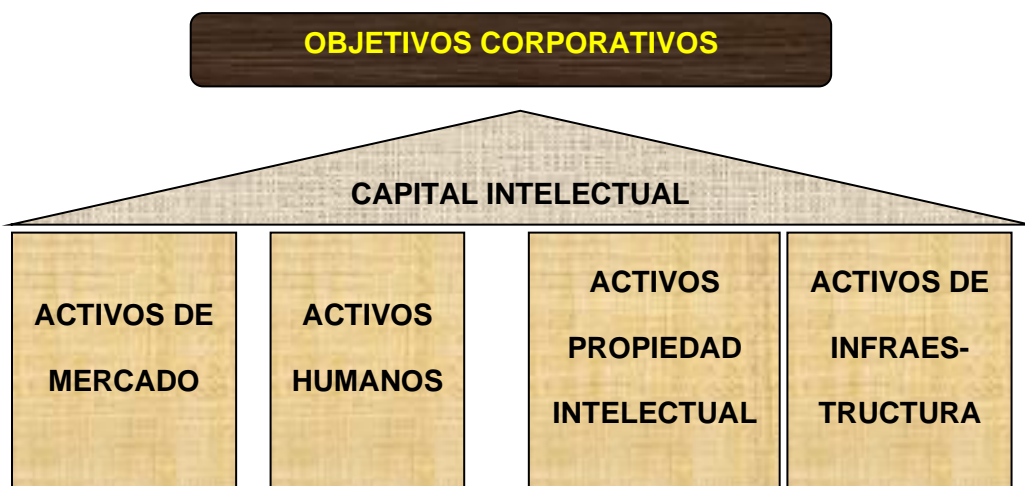 OBJETIVOS CORPORATIVOS
CAPITAL INTELECTUAL
ACTIVOS DE
MERCADO
ACTIVOS
HUMANOS
ACTIVOS
PROPIEDAD
INTELECTUAL
ACTIVOS DE
INFRAES-
TRUCTURA